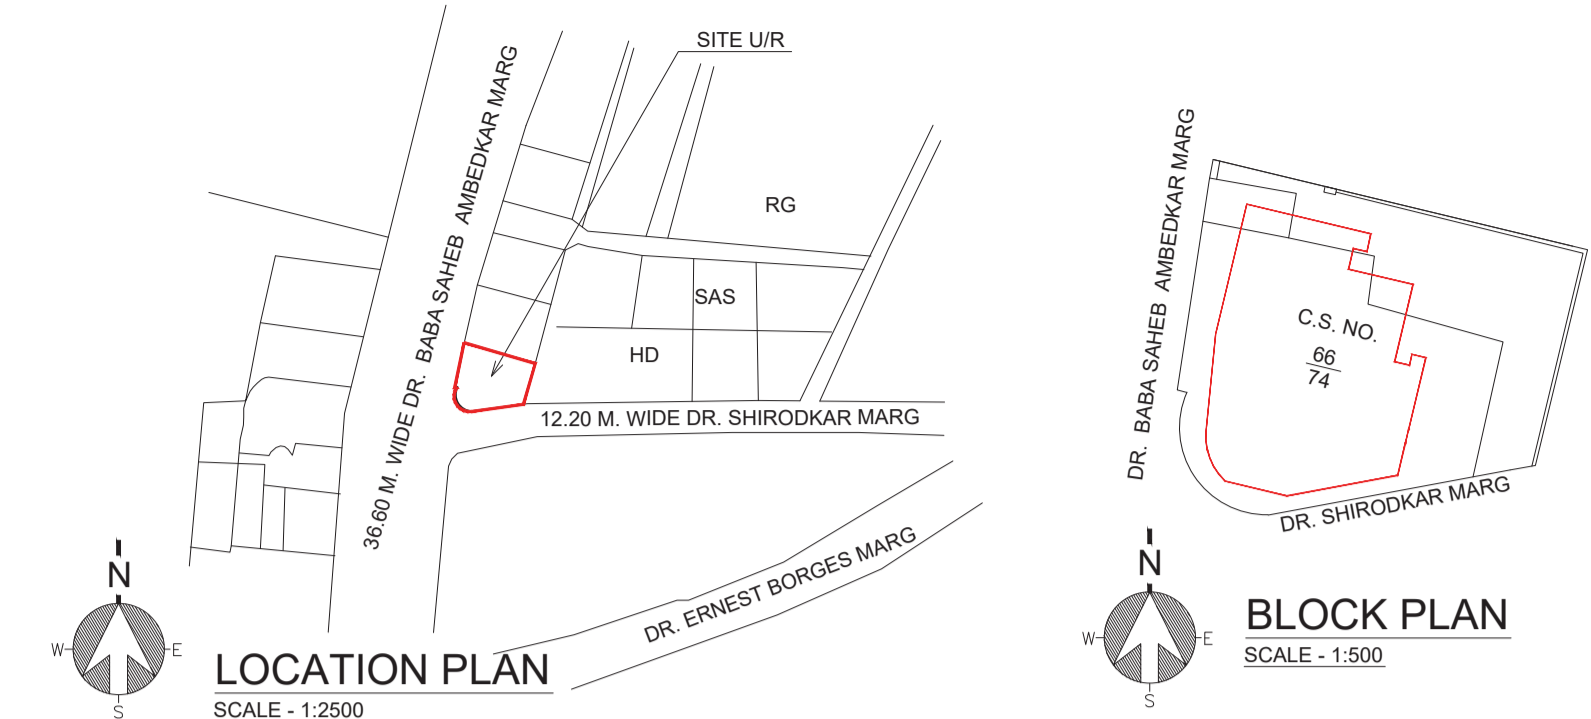 SITE U/R
36.60 M. WIDE DR. BABA SAHEB AMBEDKAR MARG
RG
SAS
HD
12.20 M. WIDE DR. SHIRODKAR MARG
DR. ERNEST BORGES MARG
N
W
E
S
LOCATION PLAN
SCALE - 1:2500
DR. BABA SAHEB AMBEDKAR MARG
C.S. NO.
66
74
DR. SHIRODKAR MARG
N
W
E
S
BLOCK PLAN
SCALE - 1:500